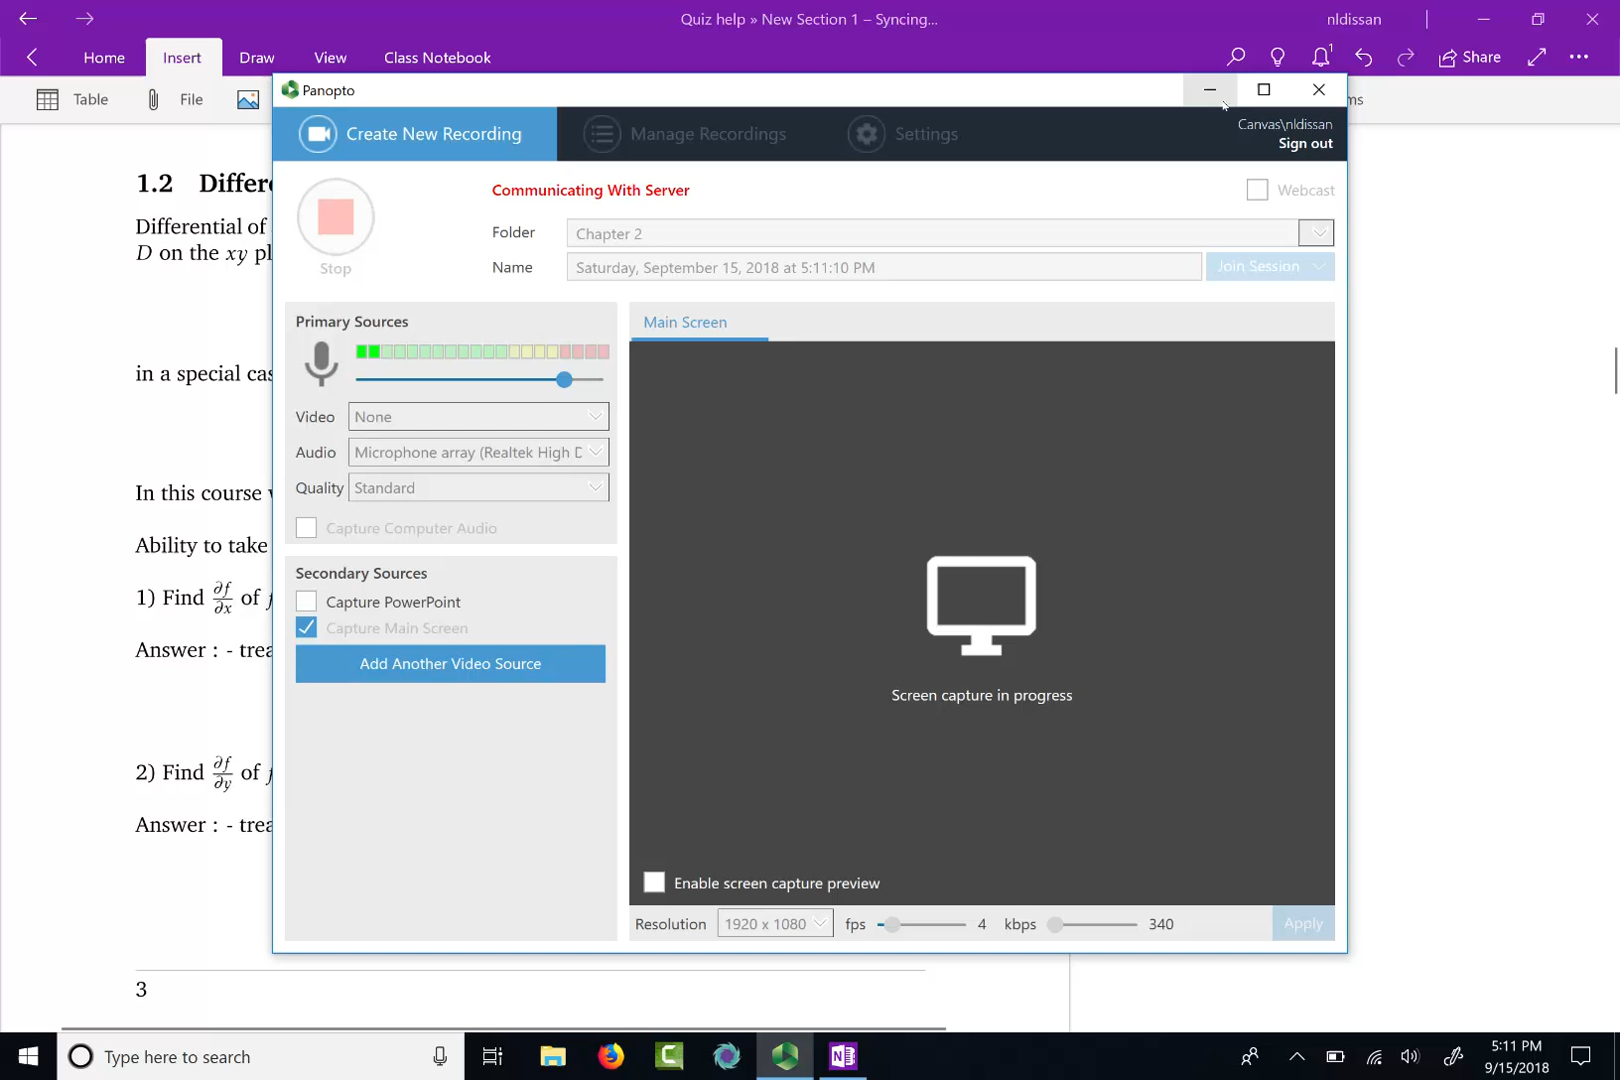 Quiz help » New Section 1 – Syncing...
nldissan
Home
Insert
Draw
View
Class Notebook
1
Share
Table
File
ms
Panopto
Create New Recording
Manage Recordings
Settings
Canvas\nldissan
Sign out
Stop
Communicating With Server
Webcast
Folder
Chapter 2
Name
Saturday, September 15, 2018 at 5:11:10 PM
Join Session
Primary Sources
Video
None
Audio
Microphone array (Realtek High D
Quality
Standard
Capture Computer Audio
Secondary Sources
Capture PowerPoint
Capture Main Screen
Add Another Video Source
Main Screen
Screen capture in progress
Enable screen capture preview
Resolution
1920 x 1080
fps
4
kbps
340
Apply
1.2 Differe
Differential of
D on the xy pl
in a special cas
In this course
Ability to take
1) Find ∂f/∂x of f
Answer : - trea
2) Find ∂f/∂y of f
Answer : - trea
3
Type here to search
5:11 PM
9/15/2018